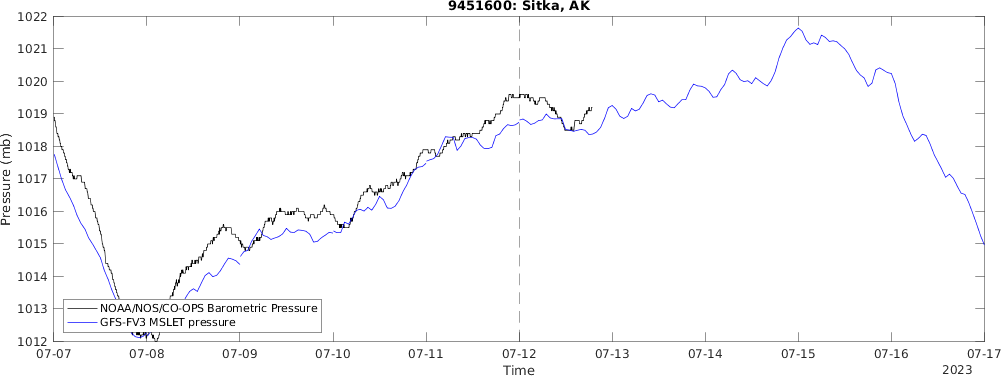 9451600: Sitka, AK
1022
1021
1020
1019
1018
1017
1016
1015
1014
1013
1012
Pressure (mb)
NOAA/NOS/CO-OPS Barometric Pressure
GFS-FV3 MSLET pressure
07-07 07-08 07-09 07-10 07-11 07-12 07-13 07-14 07-15 07-16 07-17
Time
2023